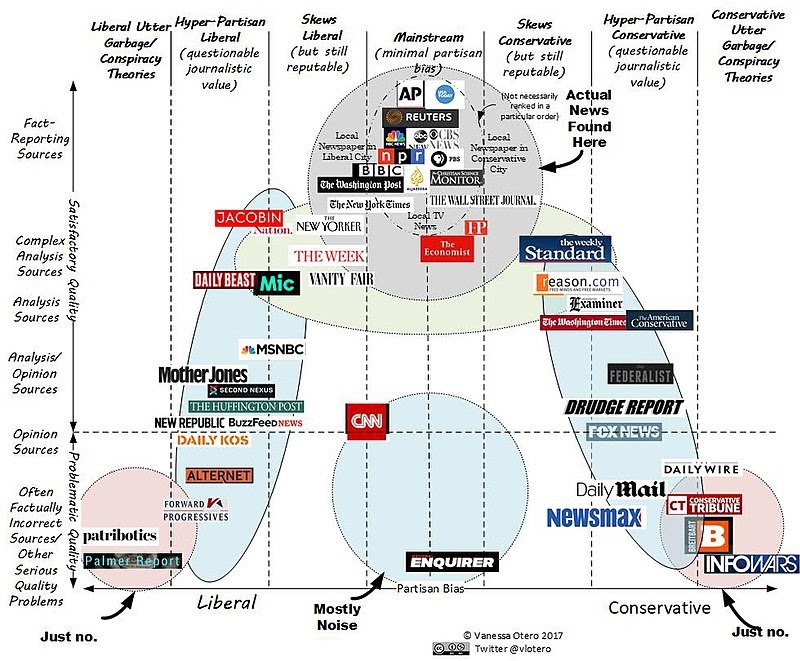 Liberal Utter
Garbage/
Conspiracy
Theories
Hyper-Partisan
Liberal
(questionable
journalistic
value)
Skews
Liberal
(but still
reputable)
Mainstream
(minimal partisan
bias)
Skews
Conservative
(but still
reputable)
Hyper-Partisan
Conservative
(questionable
journalistic
value)
Conservative
Utter
Garbage/
Conspiracy
Theories
Fact-
Reporting
Sources
Complex
Analysis
Sources
Analysis
Sources
Analysis/
Opinion
Sources
Opinion
Sources
Often
Factually
Incorrect
Sources/
Other
Serious
Quality
Problems
Satisfactory Quality
Problematic Quality
AP
USA
TODAY
(Not necessarily
ranked in a
particular order)
Actual
News
Found
Here
REUTERS
NBC NEWS
abc
NEWS
CBS
NEWS
Local
Newspaper in
Liberal City
Local
Newspaper in
Conservative
City
npr
PBS
BBC
ALJAZEERA
THE CHRISTIAN SCIENCE
MONITOR
The Washington Post
The New York Times
THE WALL STREET JOURNAL.
Local TV
News
FP
The
Economist
JACOBIN
Nation.
THE
NEW YORKER
THE WEEK
VANITY FAIR
DAILY BEAST
Mic
the weekly
Standard
reason.com
FREE MINDS AND FREE MARKETS
Examiner
The Washington Times
The American
Conservative
MSNBC
Mother Jones
SECOND NEXUS
THE HUFFINGTON POST
NEW REPUBLIC
BuzzFeedNEWS
DAILY KOS
ALTERNET
FORWARD
PROGRESSIVES
patribotics
Palmer Report
CNN
ENQUIRER
THE
FEDERALIST
DRUDGE REPORT
FOX NEWS
DAILY WIRE
Daily Mail
CT CONSERVATIVE
TRIBUNE
Newsmax
BREITBART
B
INFOWARS
Partisan Bias
Liberal
Conservative
Just no.
Mostly
Noise
Just no.
© Vanessa Otero 2017
Twitter @vlotero